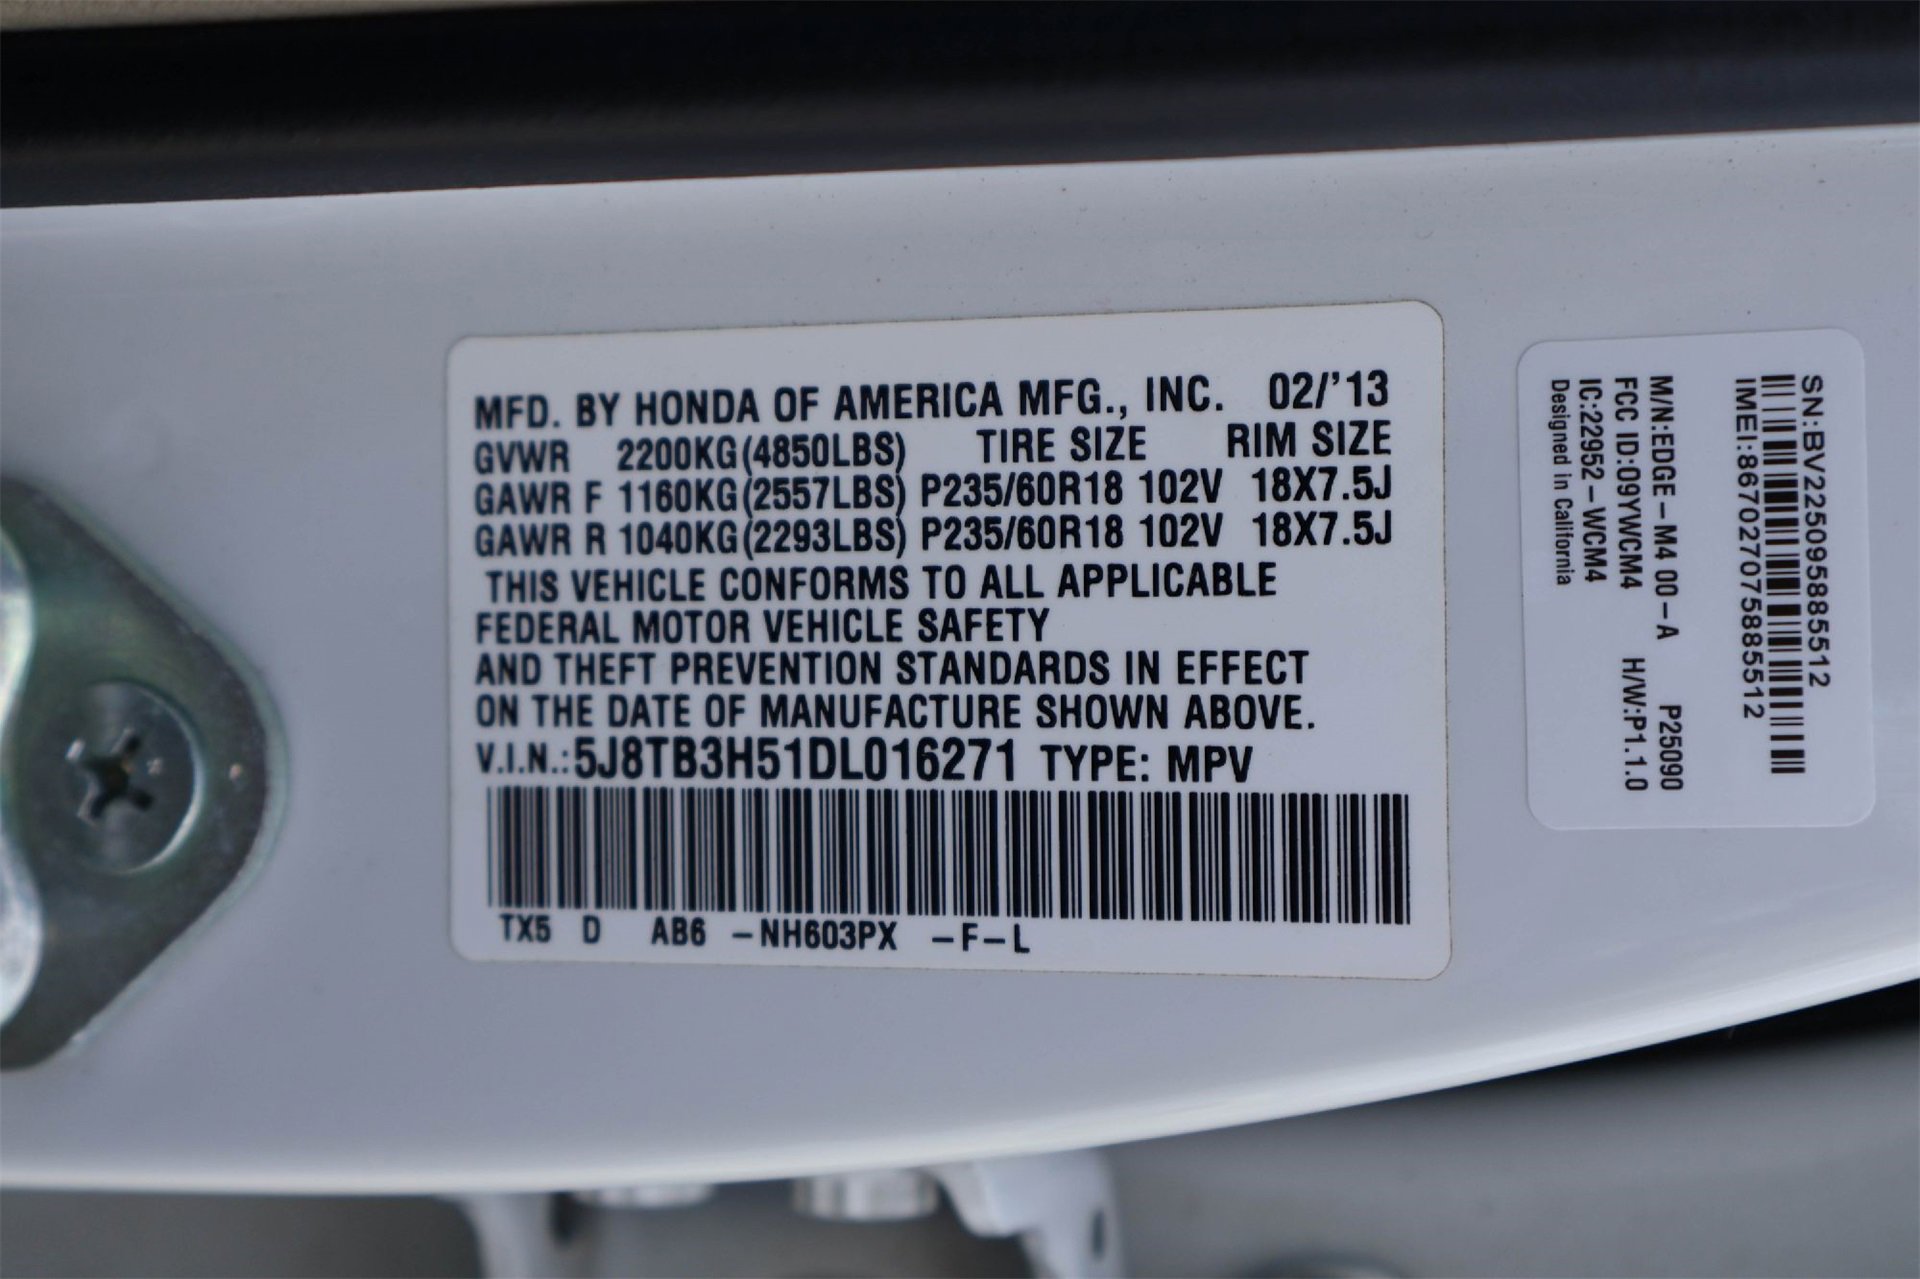 MFD. BY HONDA OF AMERICA MFG., INC. 02/'13
GVWR 2200KG(4850LBS) TIRE SIZE RIM SIZE
GAWR F 1160KG(2557LBS) P235/60R18 102V 18X7.5J
GAWR R 1040KG(2293LBS) P235/60R18 102V 18X7.5J
THIS VEHICLE CONFORMS TO ALL APPLICABLE
FEDERAL MOTOR VEHICLE SAFETY
AND THEFT PREVENTION STANDARDS IN EFFECT
ON THE DATE OF MANUFACTURE SHOWN ABOVE.
V.I.N.:5J8TB3H51DL016271 TYPE: MPV
TX5 D AB6 -NH603PX -F-L
SN:BV225095885512
IMEI:867027075885512
M/N:EDGE-M4 00-A P25090
FCC ID:09YWCM4 H/W:P1.1.0
IC:22952-WCM4
Designed in California